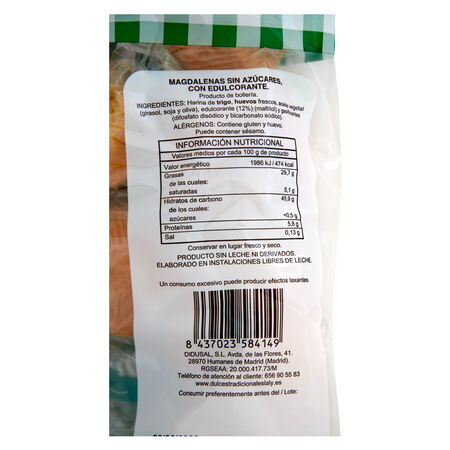 MAGDALENAS SIN AZÚCARES,
CON EDULCORANTE.
Producto de bollería.
INGREDIENTES: Harina de trigo, huevos frescos, aceite vegetal
(girasol, soja y oliva), edulcorante (12%):(maltitol) y gasificantes
(difosfato disódico y bicarbonato sódico)
ALÉRGENOS: Contiene gluten y huevo.
Puede contener sésamo.
INFORMACIÓN NUTRICIONAL
Valores medios por cada 100 g de producto
Valor energético 1986 kJ / 474 kcal
Grasas 29,7 g
de las cuales:
saturadas 5,1 g
Hidratos de carbono 45,9 g
de los cuales:
azúcares <0,5 g
Proteínas 5,8 g
Sal 0,13 g
Conservar en lugar fresco y seco.
PRODUCTO SIN LECHE NI DERIVADOS.
ELABORADO EN INSTALACIONES LIBRES DE LECHE.
Un consumo excesivo puede producir efectos laxantes.
8 437023 584149
DIDUSAL, S.L. Avda. de las Flores, 41.
28970 Humanes de Madrid (Madrid).
RGSEAA: 20.000.417.73/M
Teléfono de atención al cliente: 656 90 55 83
www.dulcestradicionaleslaly.es
Consumir preferentemente antes del / Lote: